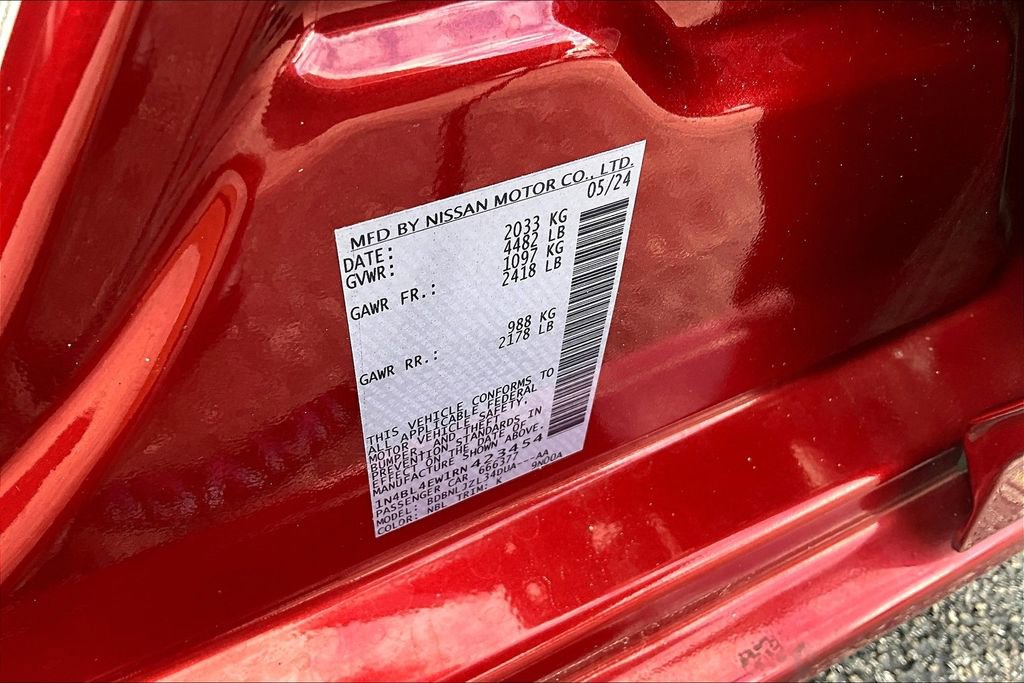 MFD BY NISSAN MOTOR CO., LTD.
DATE: 05/24
GVWR: 2033 KG
4482 LB
GAWR FR.: 1097 KG
2418 LB
GAWR RR.: 988 KG
2178 LB
THIS VEHICLE CONFORMS TO
ALL APPLICABLE FEDERAL
MOTOR VEHICLE SAFETY,
BUMPER, AND THEFT
PREVENTION STANDARDS IN
EFFECT ON THE DATE OF
MANUFACTURE SHOWN ABOVE.
1N4BL4EW1RN423454
PASSENGER CAR 666377
MODEL: BDBNLJZL34DUA---AA
COLOR: NBL TRIM: K 9N00A